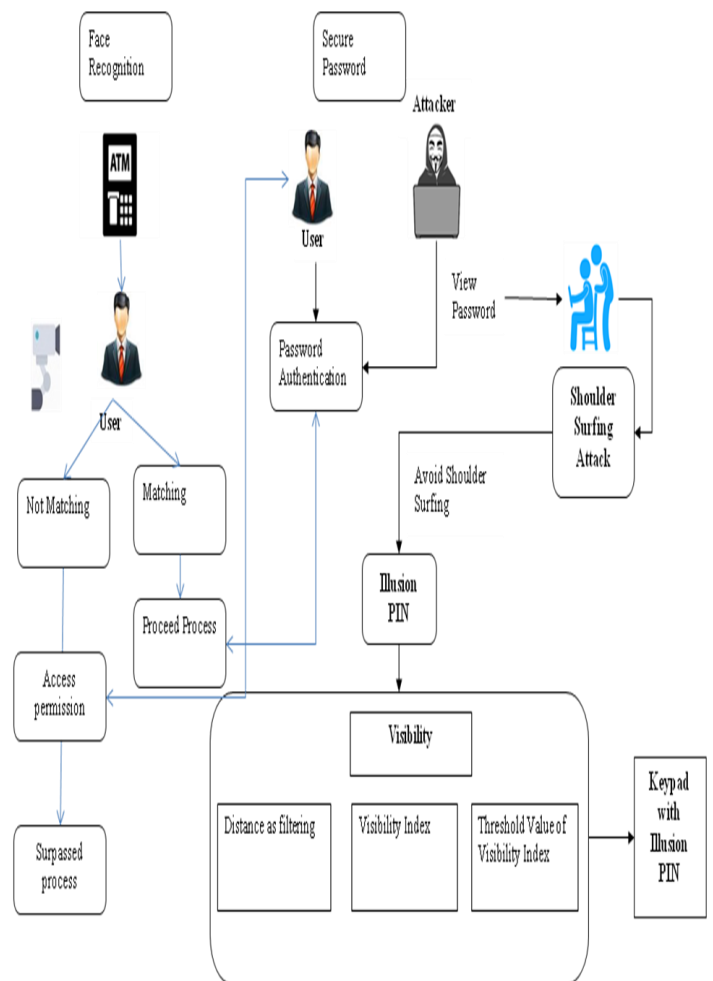 Face
Recognition
Secure
Password
Attacker
ATM
User
View
Password
Password
Authentication
Shoulder
Surfing
Attack
User
Not Matching
Matching
Avoid Shoulder
Surfing
Illusion
PIN
Proceed Process
Access
permission
Visibility
Distance as filtering
Visibility Index
Threshold Value of
Visibility Index
Keypad
with
Illusion
PIN
Surpassed
process